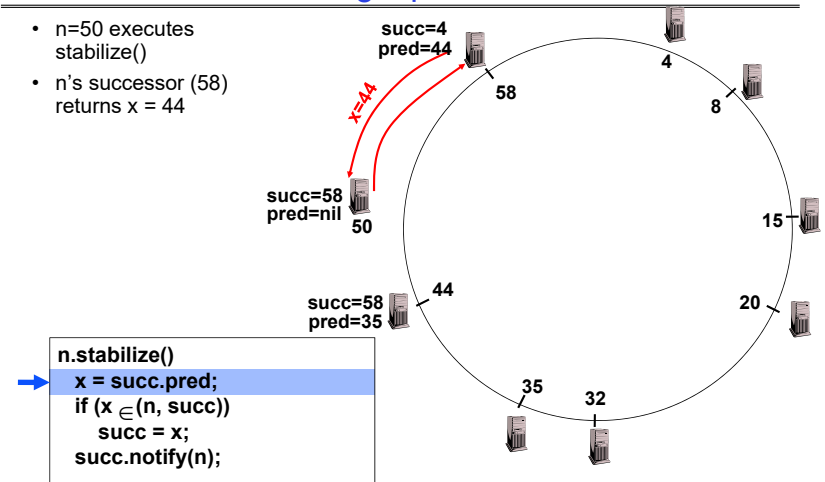 • n=50 executes
stabilize()
• n's successor (58)
returns x = 44
succ=4
pred=44
x=44
58
4
8
15
20
32
35
44
succ=58
pred=nil
50
succ=58
pred=35
n.stabilize()
x = succ.pred;
if (x ∈ (n, succ))
succ = x;
succ.notify(n);